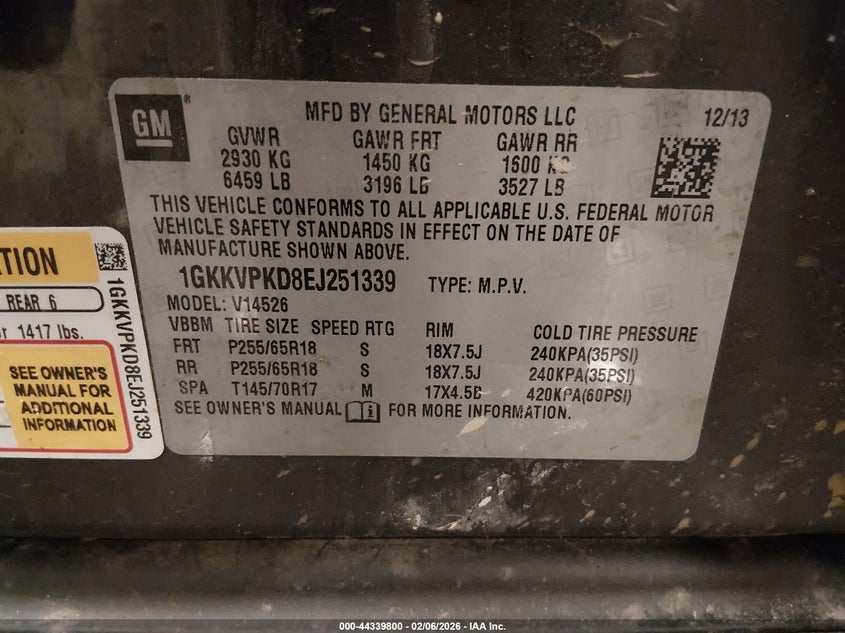 GM ®
MFD BY GENERAL MOTORS LLC 12/13
GVWR GAWR FRT GAWR RR
2930 KG 1450 KG 1600 KG
6459 LB 3196 LB 3527 LB
THIS VEHICLE CONFORMS TO ALL APPLICABLE U.S. FEDERAL MOTOR
VEHICLE SAFETY STANDARDS IN EFFECT ON THE DATE OF
MANUFACTURE SHOWN ABOVE.
1GKKVPKD8EJ251339 TYPE: M.P.V.
MODEL: V14526
VBBM TIRE SIZE SPEED RTG RIM COLD TIRE PRESSURE
FRT P255/65R18 S 18X7.5J 240KPA(35PSI)
RR P255/65R18 S 18X7.5J 240KPA(35PSI)
SPA T145/70R17 M 17X4.5B 420KPA(60PSI)
SEE OWNER'S MANUAL FOR MORE INFORMATION.
REAR 6
1417 lbs.
SEE OWNER'S
MANUAL FOR
ADDITIONAL
INFORMATION
1GKKVPKD8EJ251339
000-44339800 - 02/06/2026 - IAA Inc.